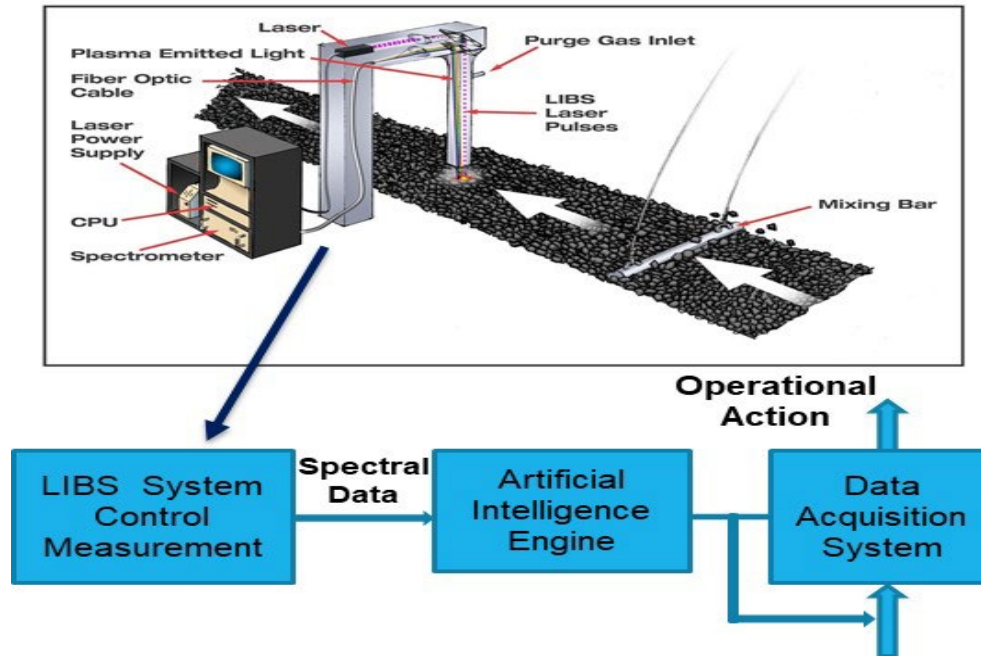 Laser
Plasma Emitted Light
Fiber Optic
Cable
Laser
Power
Supply
CPU
Spectrometer
Purge Gas Inlet
LIBS
Laser
Pulses
Mixing Bar
Operational
Action
LIBS System
Control
Measurement
Spectral
Data
Artificial
Intelligence
Engine
Data
Acquisition
System